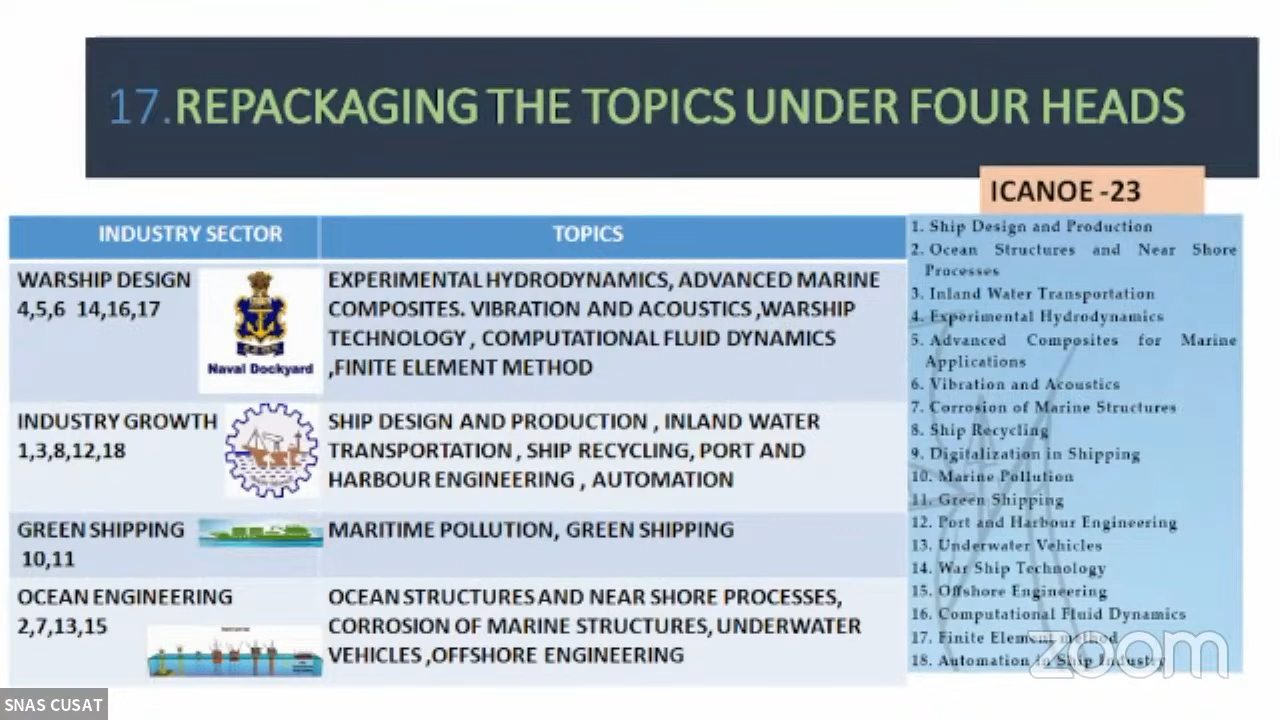 17.REPACKAGING THE TOPICS UNDER FOUR HEADS
ICANOE -23
INDUSTRY SECTOR
TOPICS
WARSHIP DESIGN
4,5,6 14,16,17
Naval Dockyard
EXPERIMENTAL HYDRODYNAMICS, ADVANCED MARINE
COMPOSITES. VIBRATION AND ACOUSTICS ,WARSHIP
TECHNOLOGY , COMPUTATIONAL FLUID DYNAMICS
,FINITE ELEMENT METHOD
INDUSTRY GROWTH
1,3,8,12,18
SHIP DESIGN AND PRODUCTION , INLAND WATER
TRANSPORTATION , SHIP RECYCLING, PORT AND
HARBOUR ENGINEERING , AUTOMATION
GREEN SHIPPING
10,11
MARITIME POLLUTION, GREEN SHIPPING
OCEAN ENGINEERING
2,7,13,15
OCEAN STRUCTURES AND NEAR SHORE PROCESSES,
CORROSION OF MARINE STRUCTURES, UNDERWATER
VEHICLES ,OFFSHORE ENGINEERING
1. Ship Design and Production
2. Ocean Structures and Near Shore
Processes
3. Inland Water Transportation
4. Experimental Hydrodynamics
5. Advanced Composites for Marine
Applications
6. Vibration and Acoustics
7. Corrosion of Marine Structures
8. Ship Recycling
9. Digitalization in Shipping
10. Marine Pollution
11. Green Shipping
12. Port and Harbour Engineering
13. Underwater Vehicles
14. War Ship Technology
15. Offshore Engineering
16. Computational Fluid Dynamics
17. Finite Element method
18. Automation in Ship Industry
zoom
SNAS CUSAT